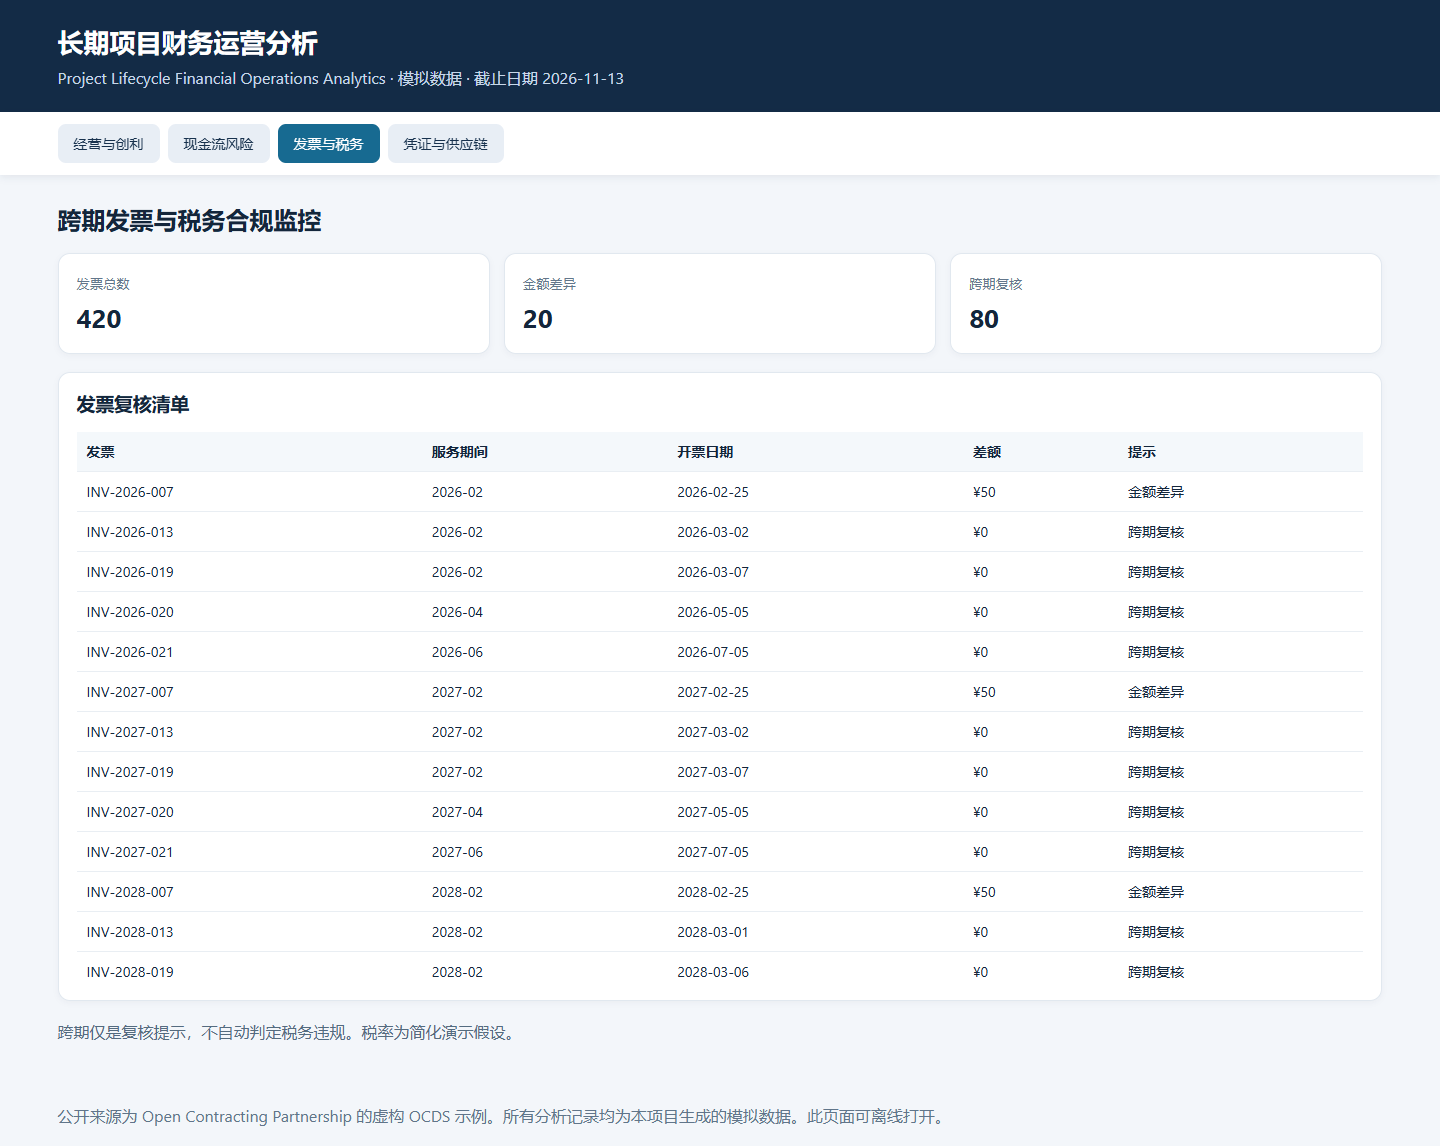 长期项目财务运营分析
Project Lifecycle Financial Operations Analytics · 模拟数据 · 截止日期 2026-11-13
经营与创利 现金流风险 发票与税务 凭证与供应链
跨期发票与税务合规监控
发票总数 金额差异 跨期复核
420 20 80
发票复核清单
发票 服务期间 开票日期 差额 提示
INV-2026-007 2026-02 2026-02-25 ¥50 金额差异
INV-2026-013 2026-02 2026-03-02 ¥0 跨期复核
INV-2026-019 2026-02 2026-03-07 ¥0 跨期复核
INV-2026-020 2026-04 2026-05-05 ¥0 跨期复核
INV-2026-021 2026-06 2026-07-05 ¥0 跨期复核
INV-2027-007 2027-02 2027-02-25 ¥50 金额差异
INV-2027-013 2027-02 2027-03-02 ¥0 跨期复核
INV-2027-019 2027-02 2027-03-07 ¥0 跨期复核
INV-2027-020 2027-04 2027-05-05 ¥0 跨期复核
INV-2027-021 2027-06 2027-07-05 ¥0 跨期复核
INV-2028-007 2028-02 2028-02-25 ¥50 金额差异
INV-2028-013 2028-02 2028-03-01 ¥0 跨期复核
INV-2028-019 2028-02 2028-03-06 ¥0 跨期复核
跨期仅是复核提示，不自动判定税务违规。税率为简化演示假设。
公开来源为 Open Contracting Partnership 的虚构 OCDS 示例。所有分析记录均为本项目生成的模拟数据。此页面可离线打开。